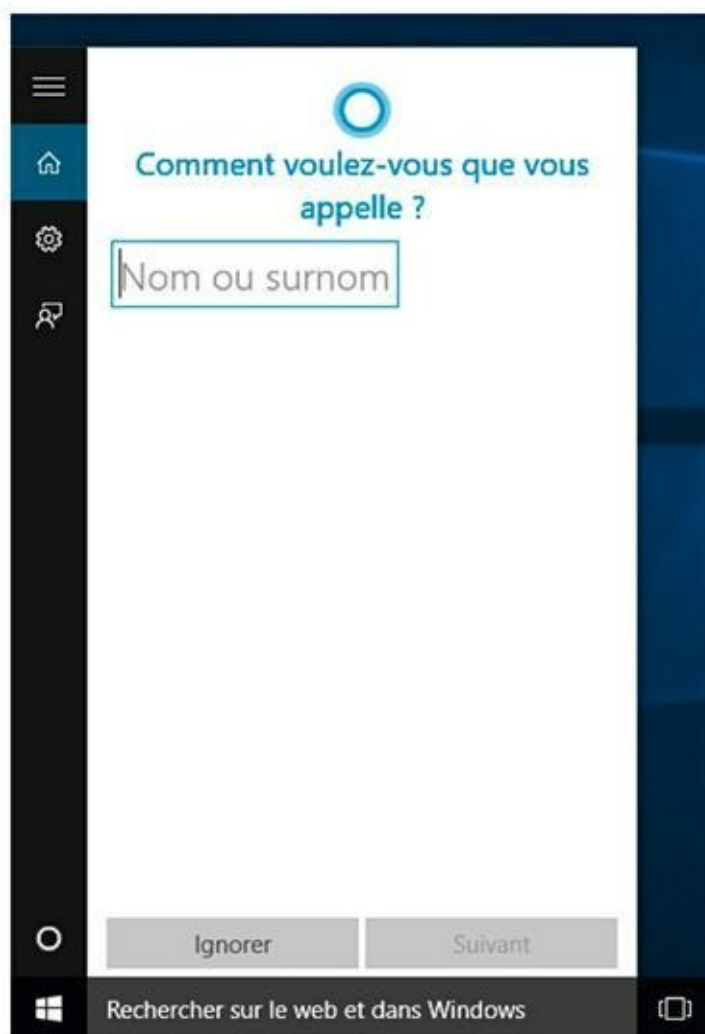 Comment voulez-vous que vous
appelle ?
Nom ou surnom
Ignorer
Suivant
Rechercher sur le web et dans Windows